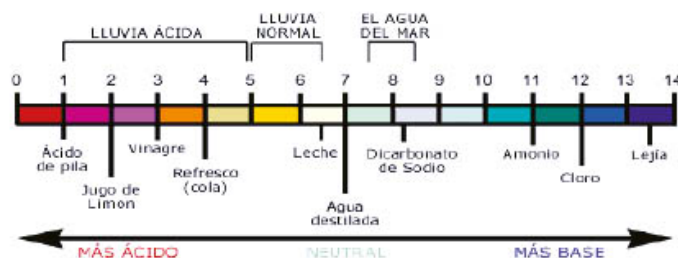 LLUVIA ÁCIDA
LLUVIA
NORMAL
EL AGUA
DEL MAR
0 1 2 3 4 5 6 7 8 9 10 11 12 13 14
Ácido
de pila
Jugo de
Limon
Vinagre
Refresco
(cola)
Leche
Agua
destilada
Dicarbonato
de Sodio
Amonio
Cloro
Lejía
MÁS ÁCIDO NEUTRAL MÁS BASE